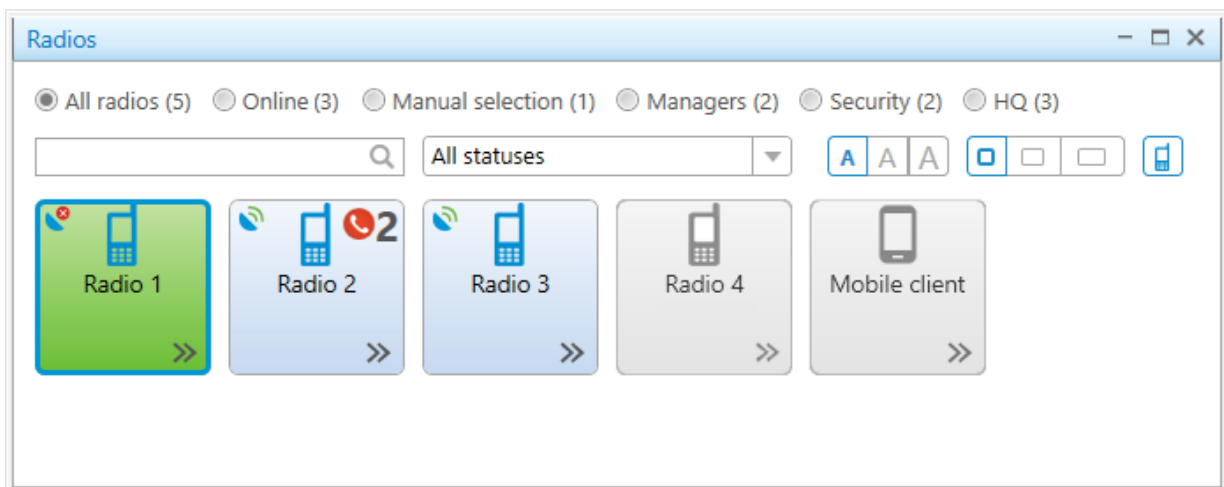 Radios
All radios (5) Online (3) Manual selection (1) Managers (2) Security (2) HQ (3)
All statuses A A A
2
Radio 1 Radio 2 Radio 3 Radio 4 Mobile client